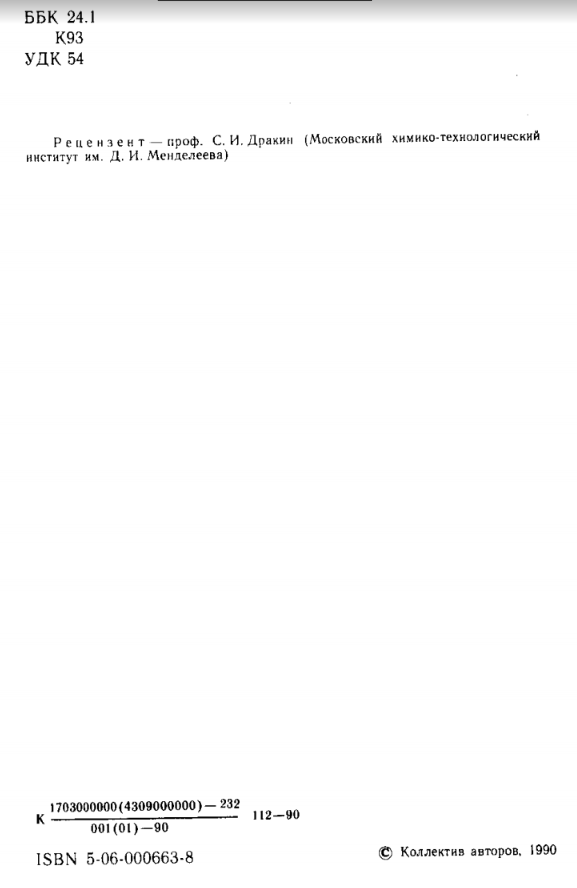 ББК 24.1
К93
УДК 54
Рецензент — проф. С. И. Дракин (Московский химико-технологический
институт им. Д. И. Менделеева)
К 1703000000(4309000000)—232
001(01)—90
112—90
ISBN 5-06-000663-8
© Коллектив авторов, 1990